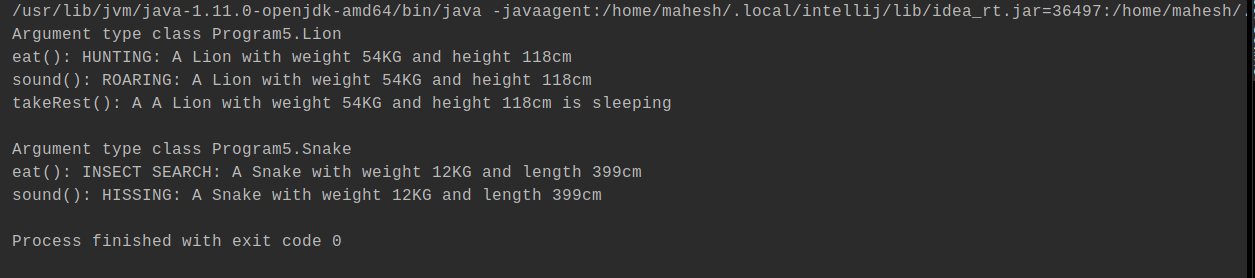 /usr/lib/jvm/java-1.11.0-openjdk-amd64/bin/java -javaagent:/home/mahesh/.local/intellij/lib/idea_rt.jar=36497:/home/mahesh/.
Argument type class Program5.Lion
eat(): HUNTING: A Lion with weight 54KG and height 118cm
sound(): ROARING: A Lion with weight 54KG and height 118cm
takeRest(): A A Lion with weight 54KG and height 118cm is sleeping
Argument type class Program5.Snake
eat(): INSECT SEARCH: A Snake with weight 12KG and length 399cm
sound(): HISSING: A Snake with weight 12KG and length 399cm
Process finished with exit code 0